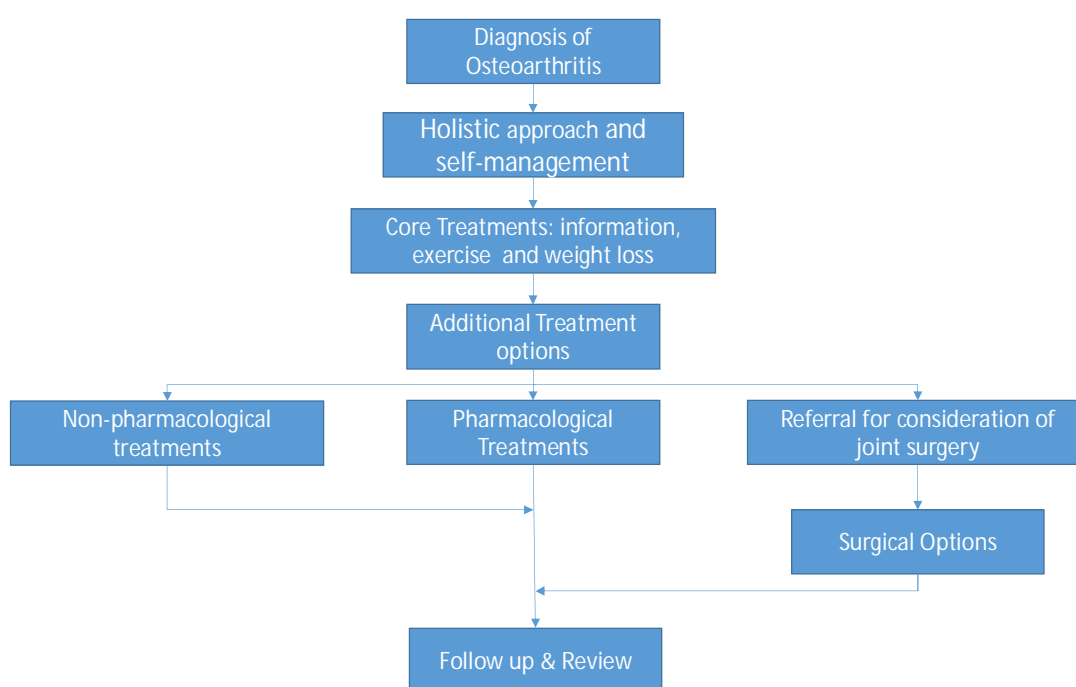 Diagnosis of
Osteoarthritis
Holistic approach and
self-management
Core Treatments: information,
exercise and weight loss
Additional Treatment
options
Non-pharmacological
treatments
Pharmacological
Treatments
Referral for consideration of
joint surgery
Surgical Options
Follow up & Review